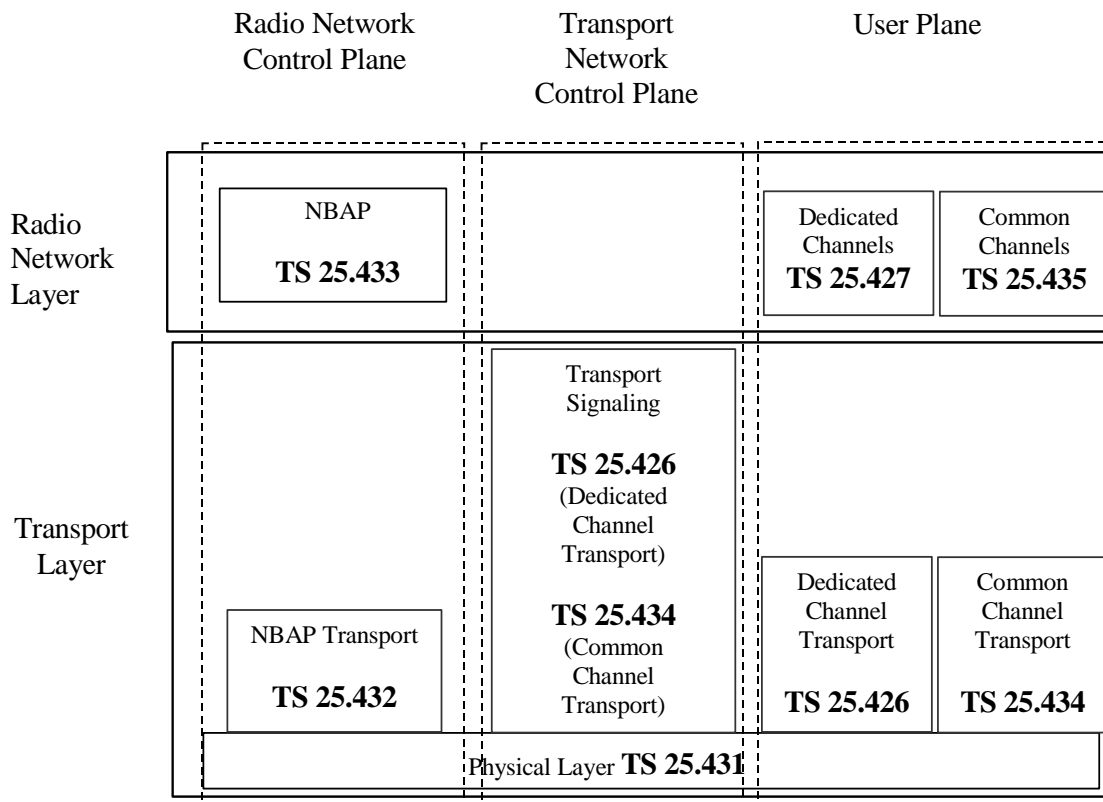 Radio Network
Control Plane
Transport
Network
Control Plane
User Plane
Radio
Network
Layer
NBAP
TS 25.433
Dedicated
Channels
TS 25.427
Common
Channels
TS 25.435
Transport
Layer
Transport
Signaling
TS 25.426
(Dedicated
Channel
Transport)
TS 25.434
(Common
Channel
Transport)
NBAP Transport
TS 25.432
Dedicated
Channel
Transport
TS 25.426
Common
Channel
Transport
TS 25.434
Physical Layer TS 25.431